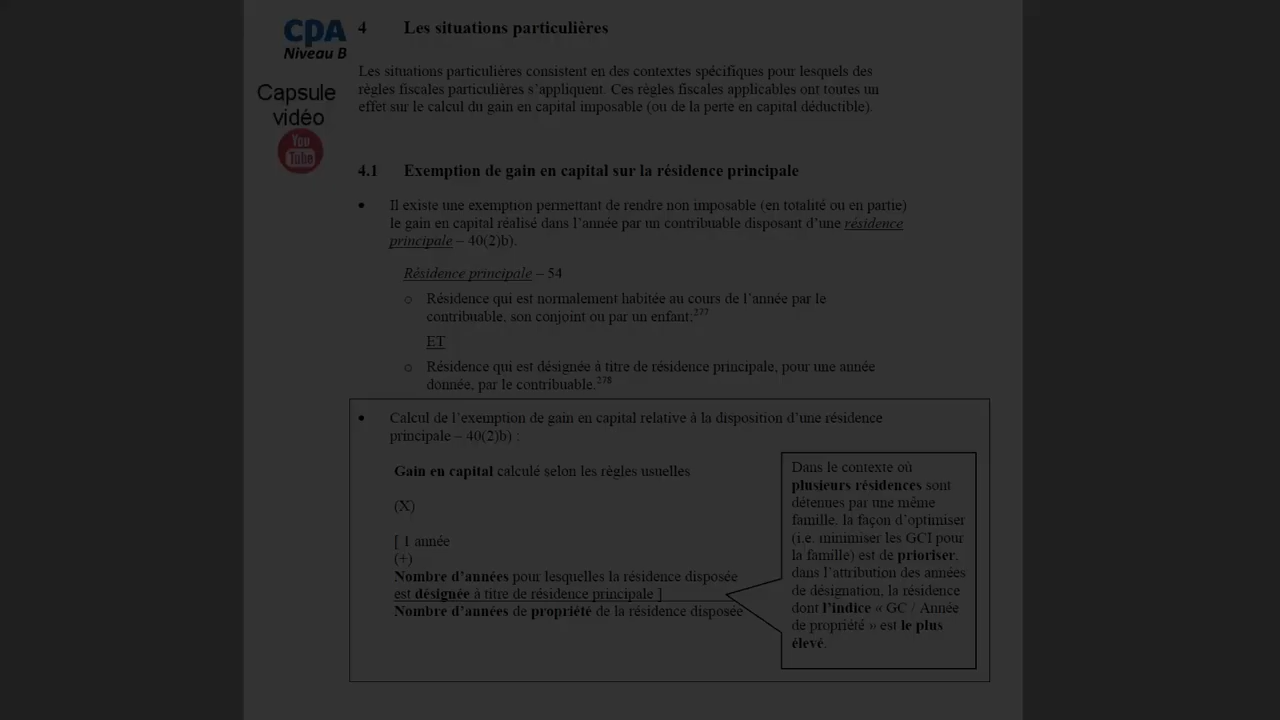 CPA
Niveau B
Capsule
vidéo
You
Tube
4 Les situations particulières
Les situations particulières consistent en des contextes spécifiques pour lesquels des
règles fiscales particulières s'appliquent. Ces règles fiscales applicables ont toutes un
effet sur le calcul du gain en capital imposable (ou de la perte en capital déductible).
4.1 Exemption de gain en capital sur la résidence principale
• Il existe une exemption permettant de rendre non imposable (en totalité ou en partie)
le gain en capital réalisé dans l'année par un contribuable disposant d'une résidence
principale – 40(2)b).
Résidence principale – 54
o Résidence qui est normalement habitée au cours de l'année par le
contribuable, son conjoint ou par un enfant;277
ET
o Résidence qui est désignée à titre de résidence principale, pour une année
donnée, par le contribuable.278
• Calcul de l'exemption de gain en capital relative à la disposition d'une résidence
principale – 40(2)b) :
Gain en capital calculé selon les règles usuelles
(X)
[ 1 année
(+)
Nombre d'années pour lesquelles la résidence disposée
est désignée à titre de résidence principale ]
Nombre d'années de propriété de la résidence disposée
Dans le contexte où
plusieurs résidences sont
détenues par une même
famille, la façon d'optimiser
(i.e. minimiser les GCI pour
la famille) est de prioriser,
dans l'attribution des années
de désignation, la résidence
dont l'indice « GC / Année
de propriété » est le plus
élevé.